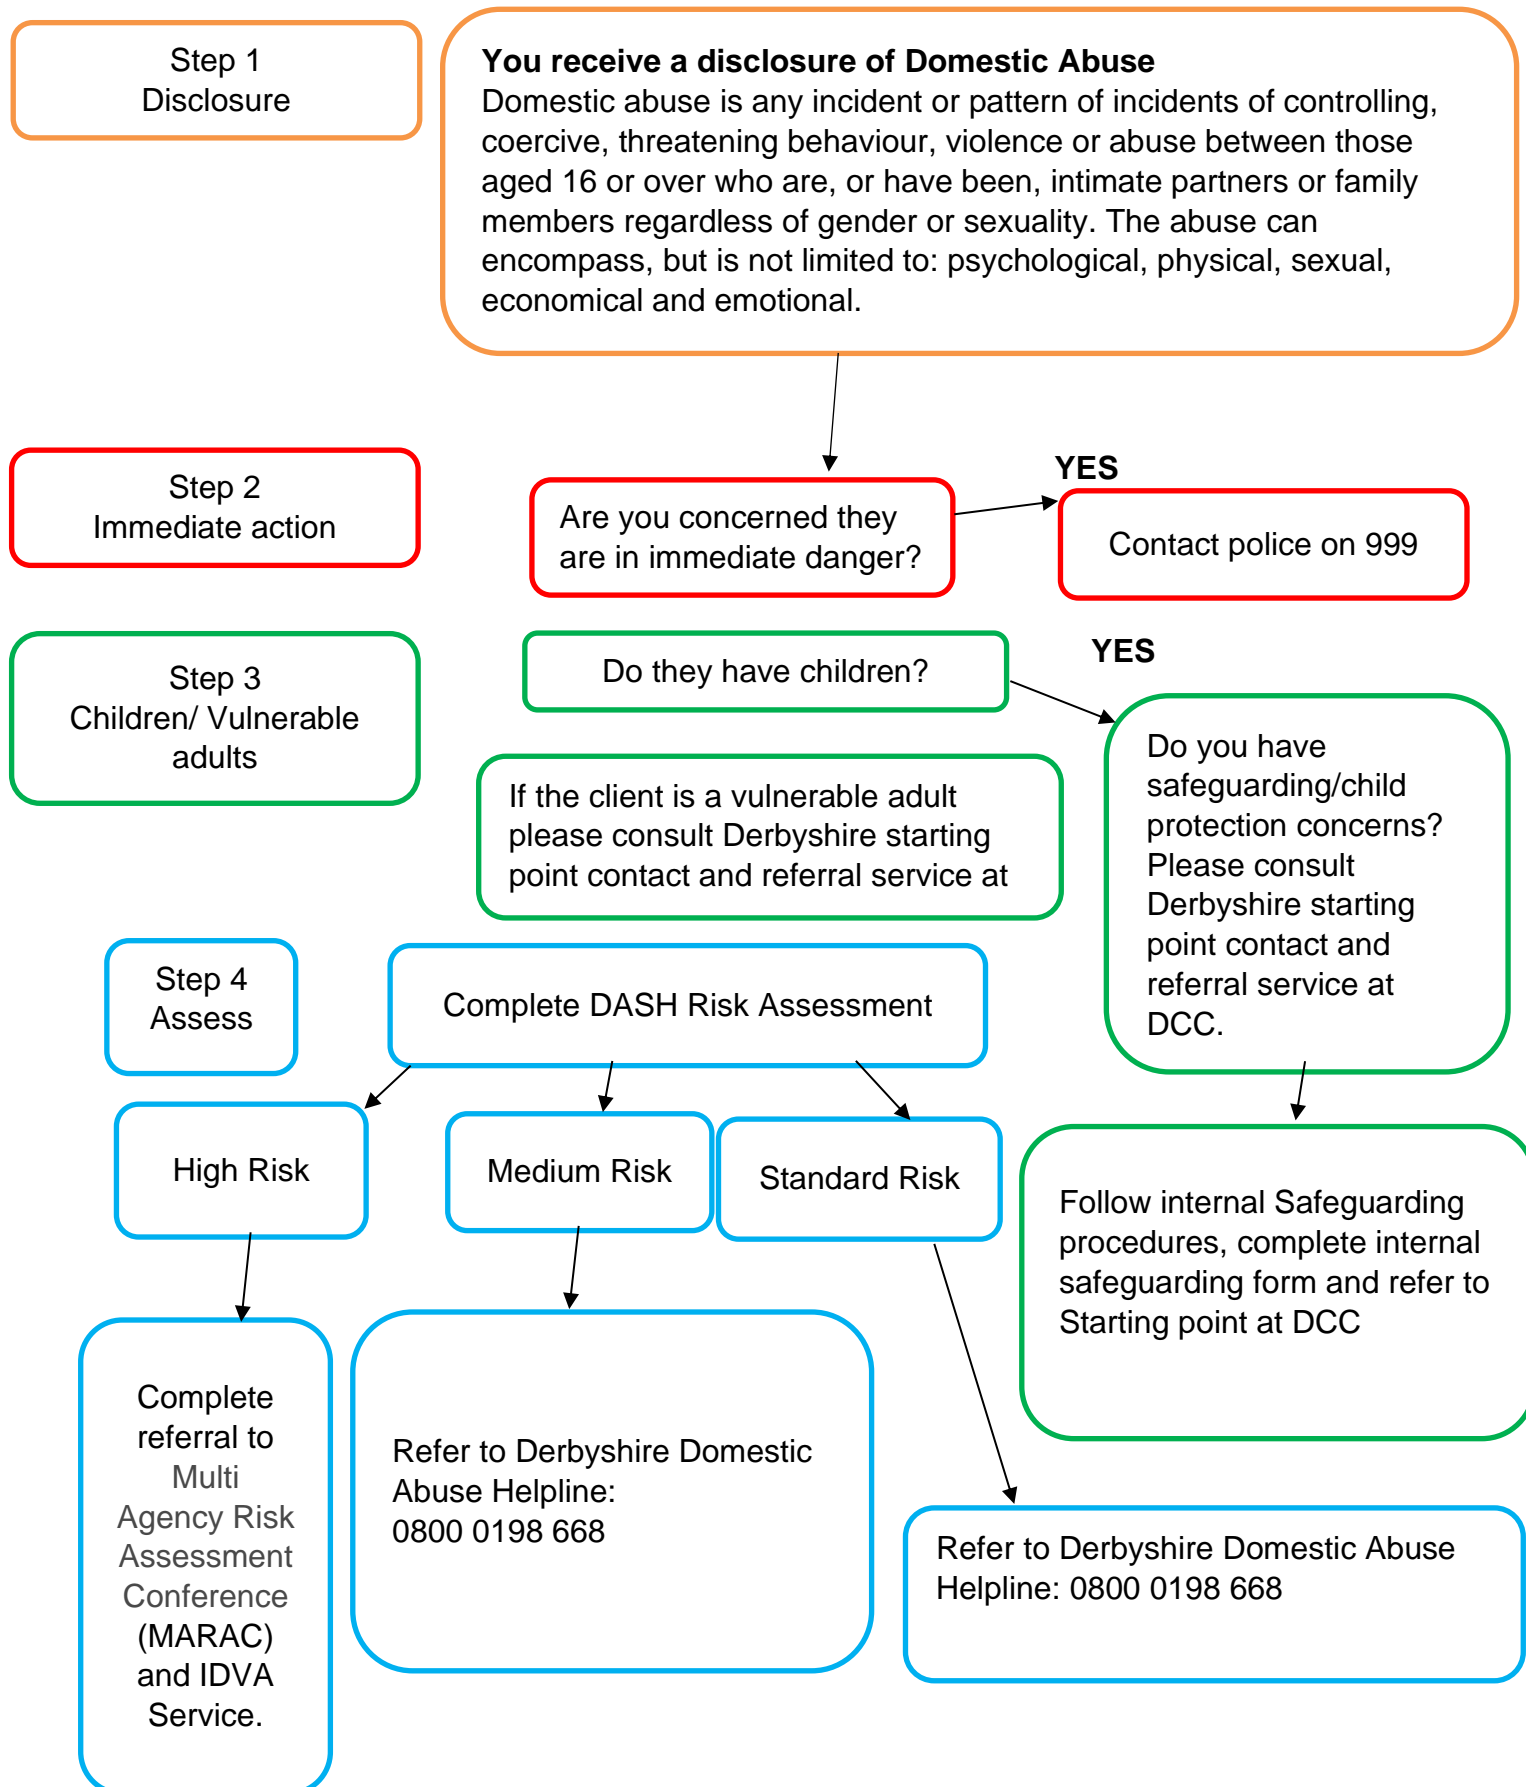 Step 1
Disclosure
You receive a disclosure of Domestic Abuse
Domestic abuse is any incident or pattern of incidents of controlling,
coercive, threatening behaviour, violence or abuse between those
aged 16 or over who are, or have been, intimate partners or family
members regardless of gender or sexuality. The abuse can
encompass, but is not limited to: psychological, physical, sexual,
economical and emotional.
Step 2
Immediate action
Are you concerned they
are in immediate danger?
YES
Contact police on 999
Step 3
Children/ Vulnerable
adults
Do they have children?
YES
Do you have
safeguarding/child
protection concerns?
Please consult
Derbyshire starting
point contact and
referral service at
DCC.
If the client is a vulnerable adult
please consult Derbyshire starting
point contact and referral service at
Follow internal Safeguarding
procedures, complete internal
safeguarding form and refer to
Starting point at DCC
Step 4
Assess
Complete DASH Risk Assessment
High Risk
Medium Risk
Standard Risk
Complete
referral to
Multi
Agency Risk
Assessment
Conference
(MARAC)
and IDVA
Service.
Refer to Derbyshire Domestic
Abuse Helpline:
0800 0198 668
Refer to Derbyshire Domestic Abuse
Helpline: 0800 0198 668